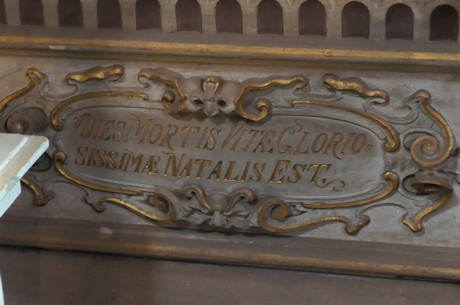 DIES MORTIS VITÆ GLORIO
SISSIMÆ NATALIS EST.